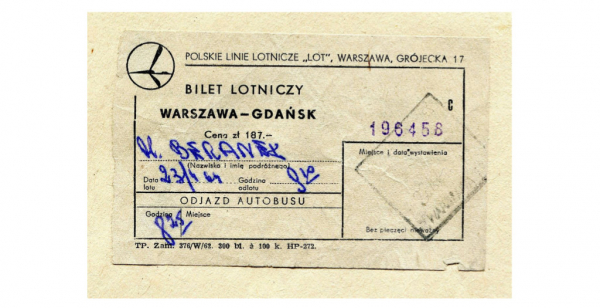 POLSKIE LINIE LOTNICZE „LOT", WARSZAWA, GRÓJECKA 17
BILET LOTNICZY
WARSZAWA–GDAŃSK
C
Cena zł 187.–
196458
K. BERANEK
Miejsce i data wystawienia
(Nazwisko i imię podróżnego)
Data lotu
Godzina odlotu
ODJAZD AUTOBUSU
Godzina
Miejsce
Bez pieczęci nieważny
TP. Zam. 376/W/62. 300 bl. á 100 k. HP-272.